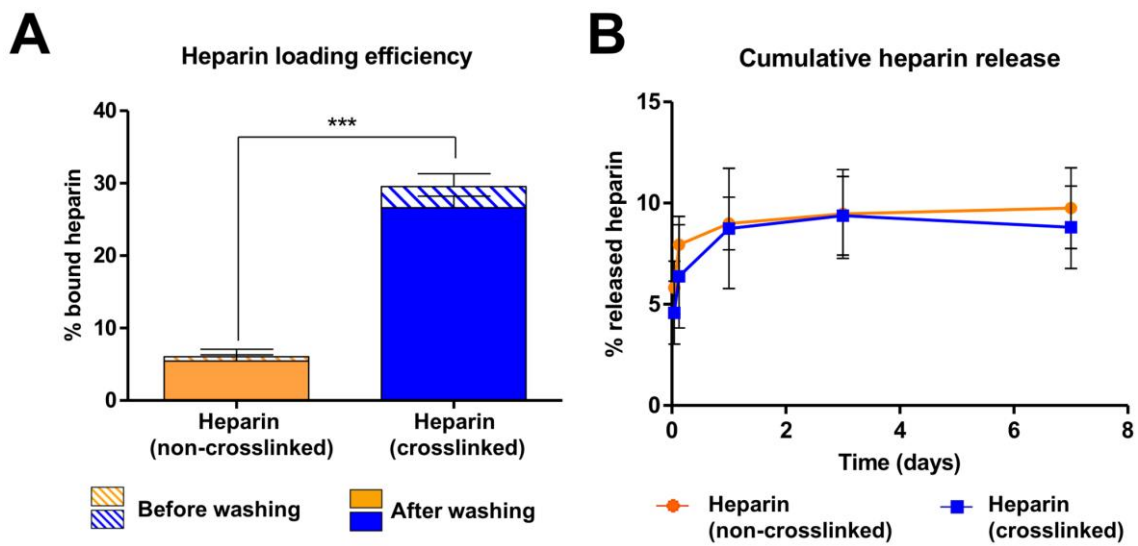 A
Heparin loading efficiency
% bound heparin
40
30
20
10
0
***
Heparin
(non-crosslinked)
Heparin
(crosslinked)
Before washing
After washing
B
Cumulative heparin release
% released heparin
15
10
5
0
0 2 4 6 8
Time (days)
Heparin
(non-crosslinked)
Heparin
(crosslinked)